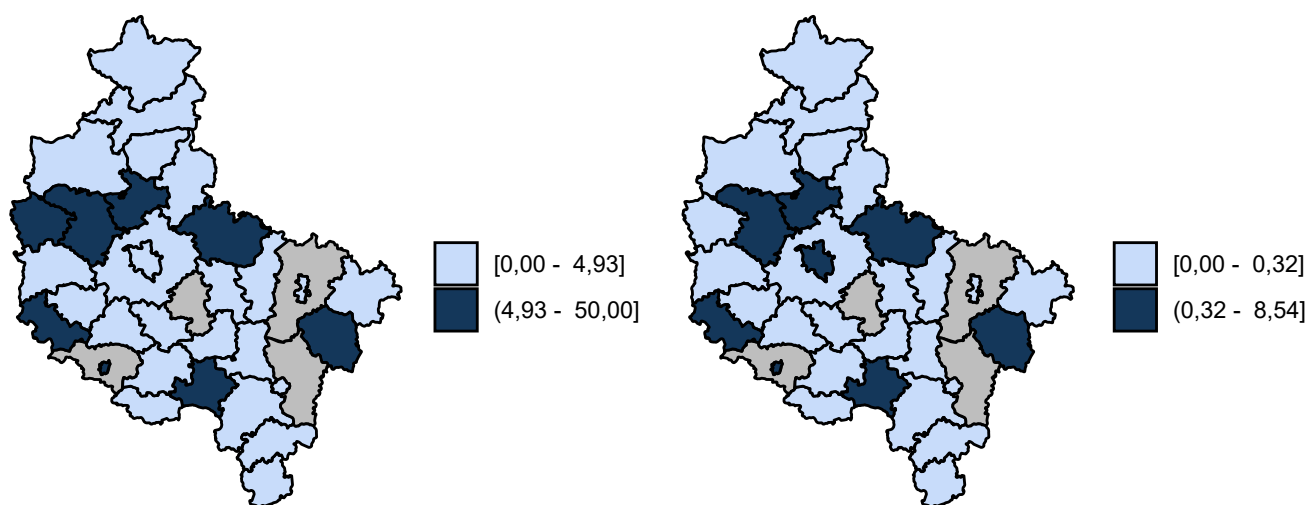 [0,00 - 4,93]
(4,93 - 50,00]
[0,00 - 0,32]
(0,32 - 8,54]